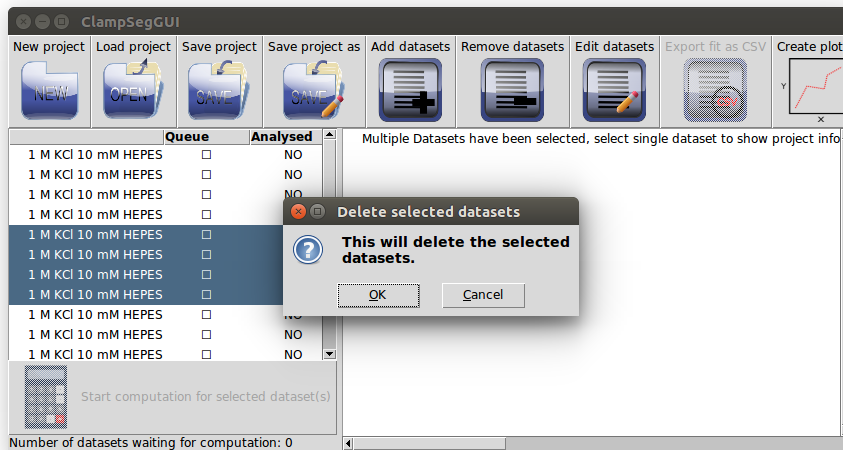 ClampSegGUI
New project Load project Save project Save project as Add datasets Remove datasets Edit datasets Export fit as CSV Create plot
NEW OPEN SAVE SAVE CSV Y X
Queue Analysed
Multiple Datasets have been selected, select single dataset to show project info
1 M KCl 10 mM HEPES NO
1 M KCl 10 mM HEPES NO
1 M KCl 10 mM HEPES NO
1 M KCl 10 mM HEPES
1 M KCl 10 mM HEPES
1 M KCl 10 mM HEPES
1 M KCl 10 mM HEPES
1 M KCl 10 mM HEPES
1 M KCl 10 mM HEPES NO
1 M KCl 10 mM HEPES NO
1 M KCl 10 mM HEPES NO
Delete selected datasets
This will delete the selected
datasets.
OK Cancel
Start computation for selected dataset(s)
Number of datasets waiting for computation: 0